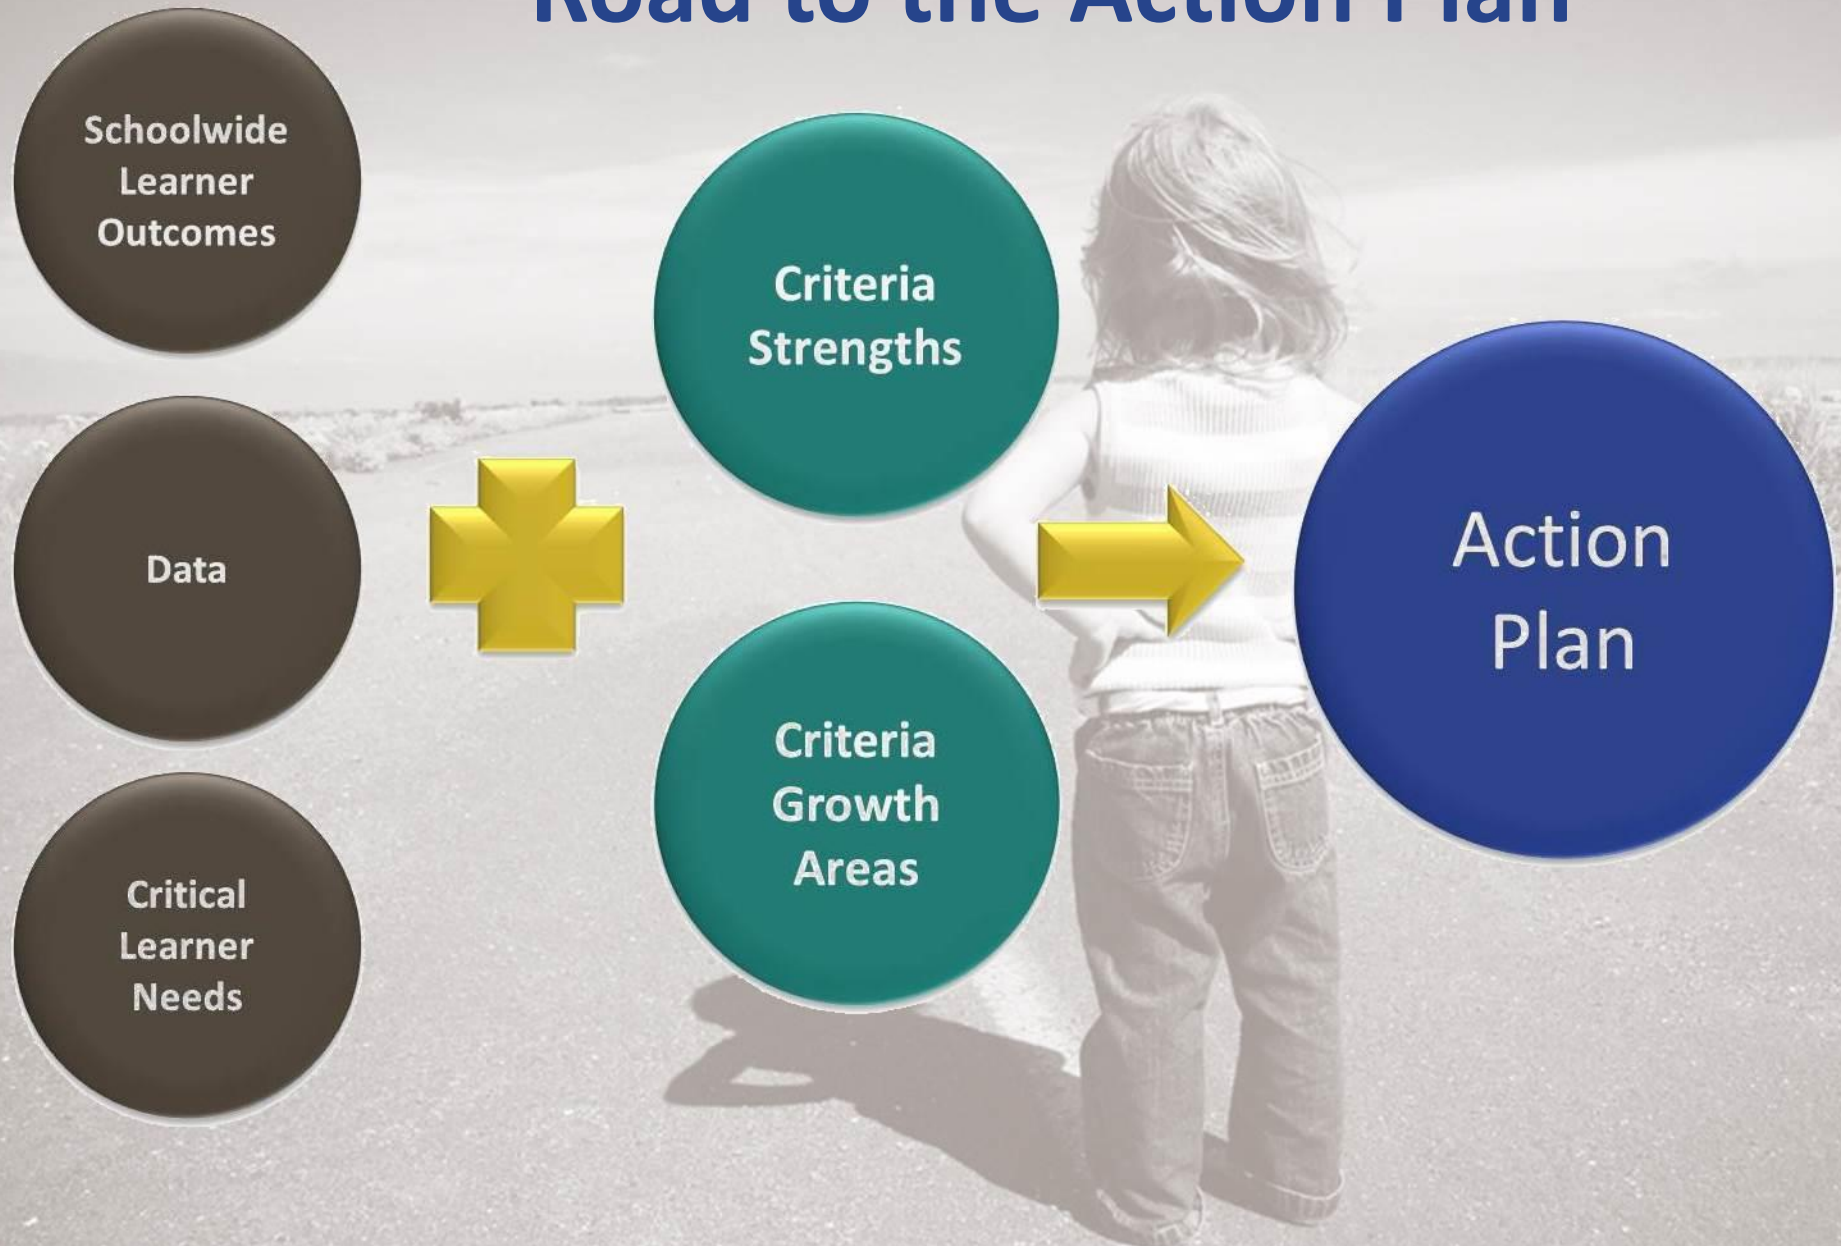 Road to the Action Plan
Schoolwide
Learner
Outcomes
Data
Critical
Learner
Needs
Criteria
Strengths
Criteria
Growth
Areas
Action
Plan